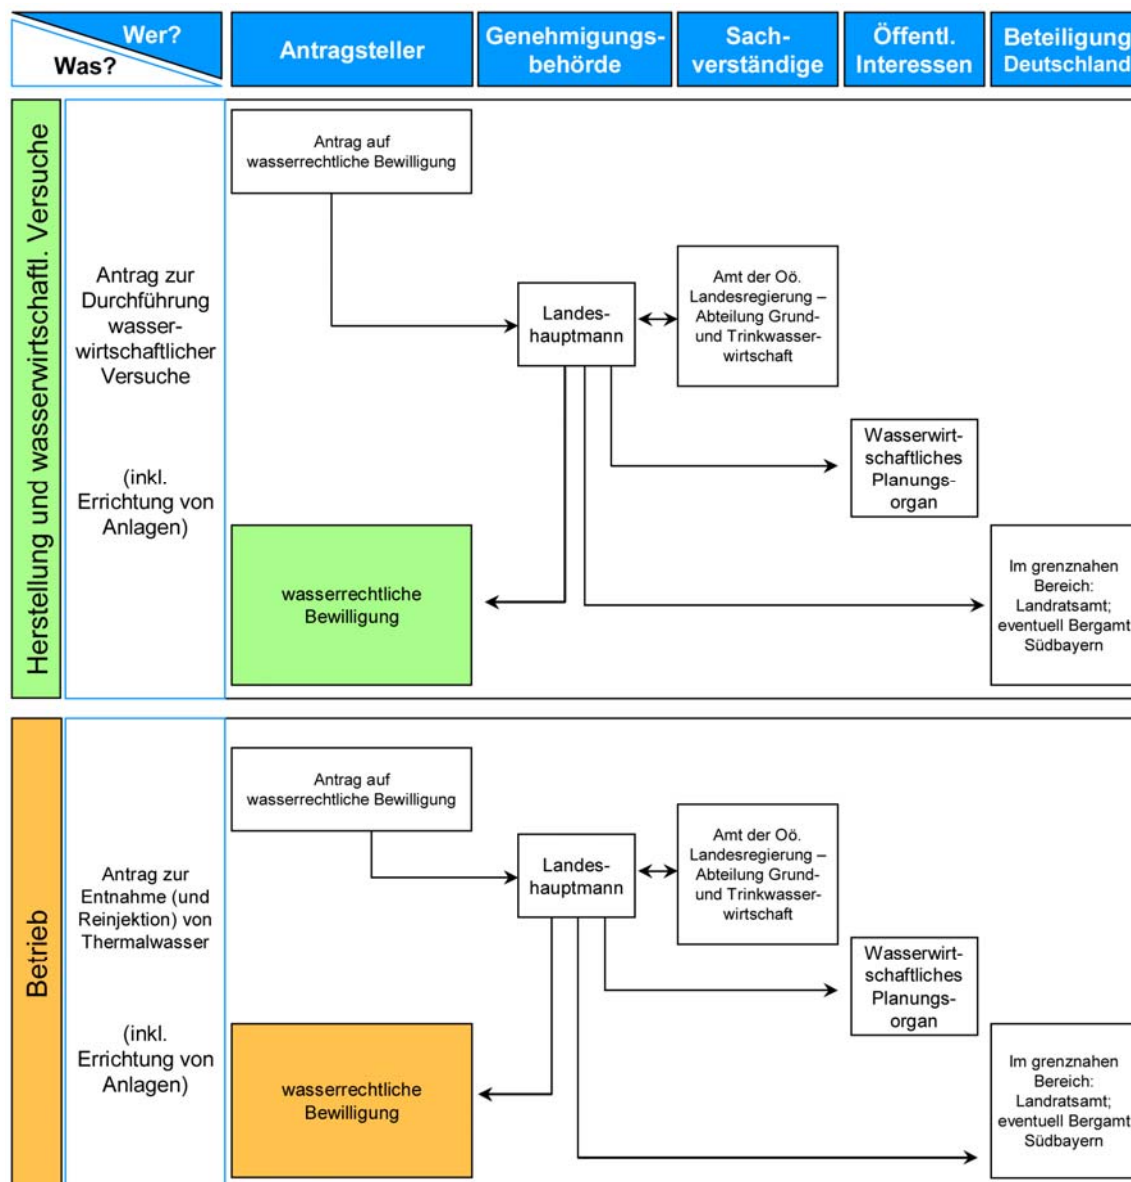 Wer?
Was?
Antragsteller
Genehmigungs-
behörde
Sach-
verständige
Öffentl.
Interessen
Beteiligung
Deutschland
Herstellung und wasserwirtschaftl. Versuche
Antrag zur
Durchführung
wasser-
wirtschaftlicher
Versuche
(inkl.
Errichtung von
Anlagen)
Antrag auf
wasserrechtliche Bewilligung
Landes-
hauptmann
Amt der Oö.
Landesregierung –
Abteilung Grund-
und Trinkwasser-
wirtschaft
Wasserwirt-
schaftliches
Planungs-
organ
wasserrechtliche
Bewilligung
Im grenznahen
Bereich:
Landratsamt;
eventuell Bergamt
Südbayern
Betrieb
Antrag zur
Entnahme (und
Reinjektion) von
Thermalwasser
(inkl.
Errichtung von
Anlagen)
Antrag auf
wasserrechtliche Bewilligung
Landes-
hauptmann
Amt der Oö.
Landesregierung –
Abteilung Grund-
und Trinkwasser-
wirtschaft
Wasserwirt-
schaftliches
Planungs-
organ
wasserrechtliche
Bewilligung
Im grenznahen
Bereich:
Landratsamt;
eventuell Bergamt
Südbayern